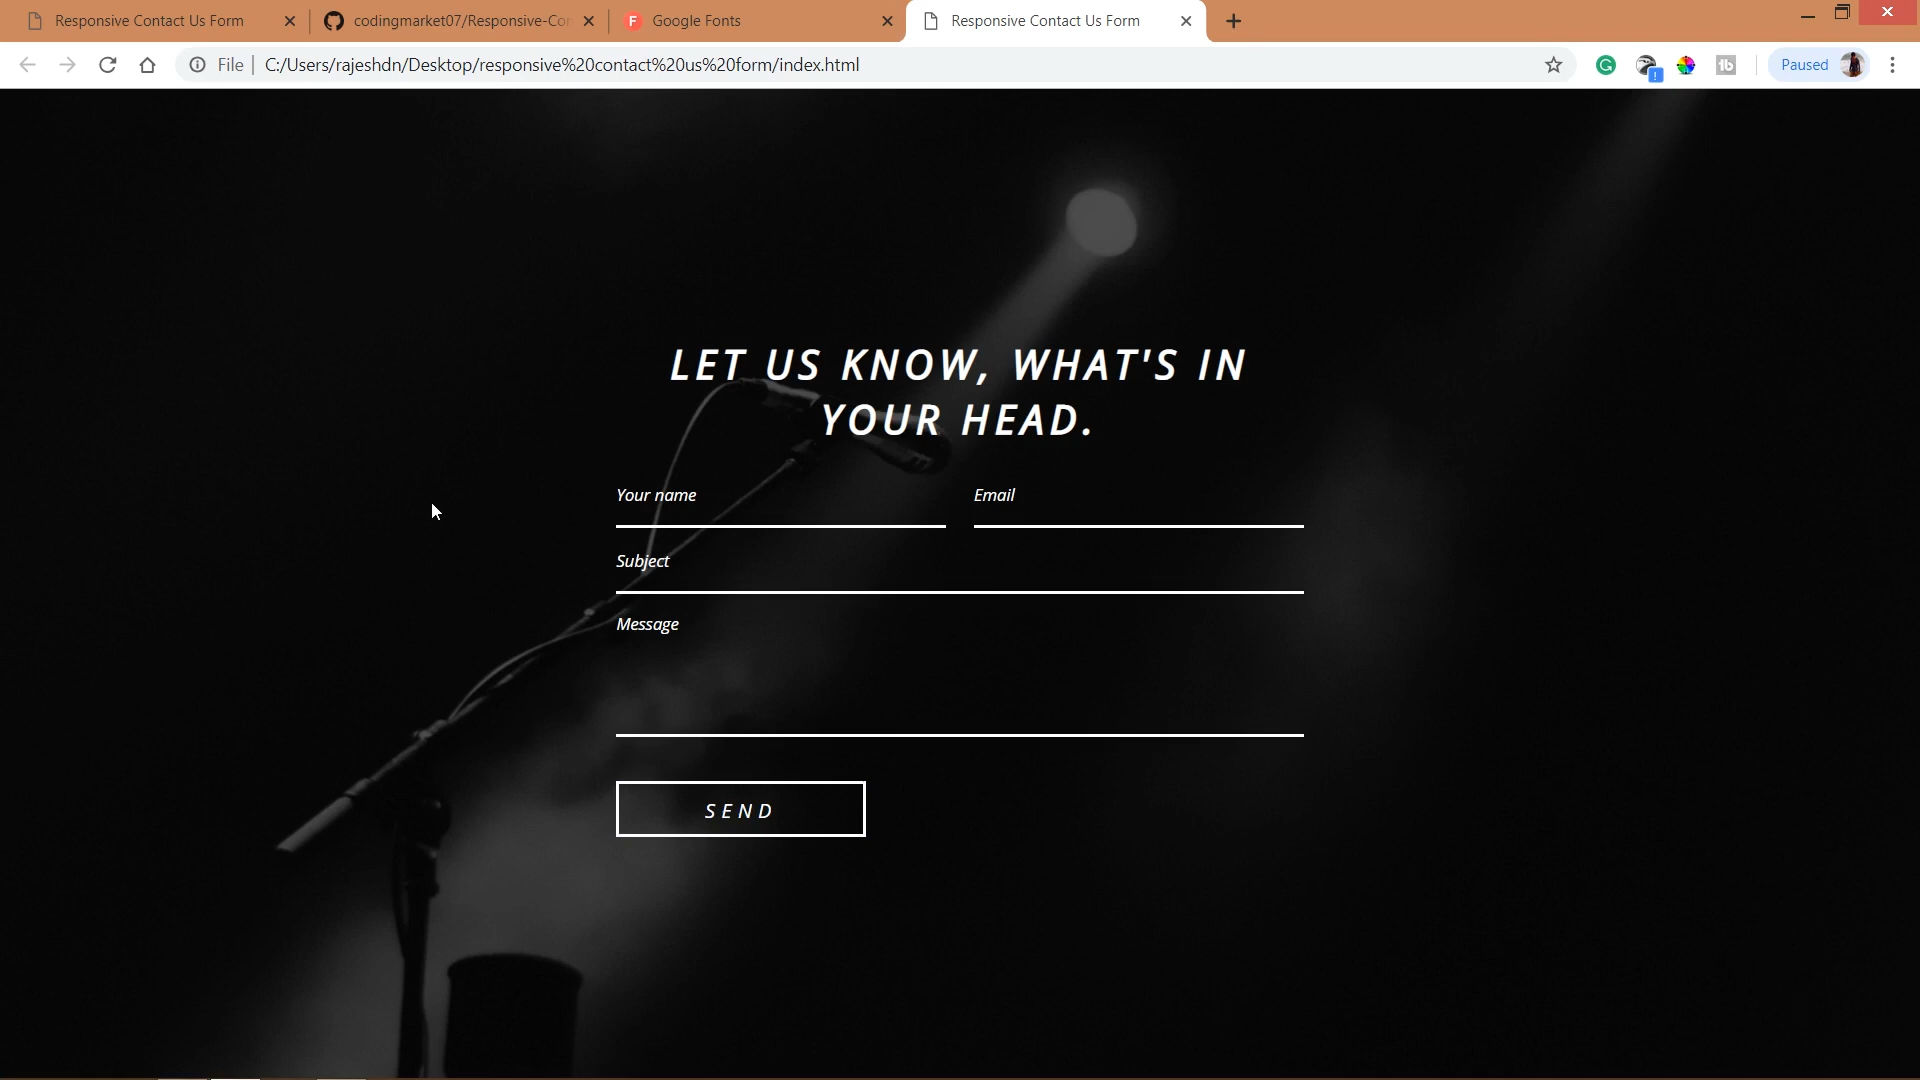 Responsive Contact Us Form
codingmarket07/Responsive-Con
F Google Fonts
Responsive Contact Us Form
File
C:/Users/rajeshdn/Desktop/responsive%20contact%20us%20form/index.html
Paused
LET US KNOW, WHAT'S IN
YOUR HEAD.
Your name
Email
Subject
Message
SEND